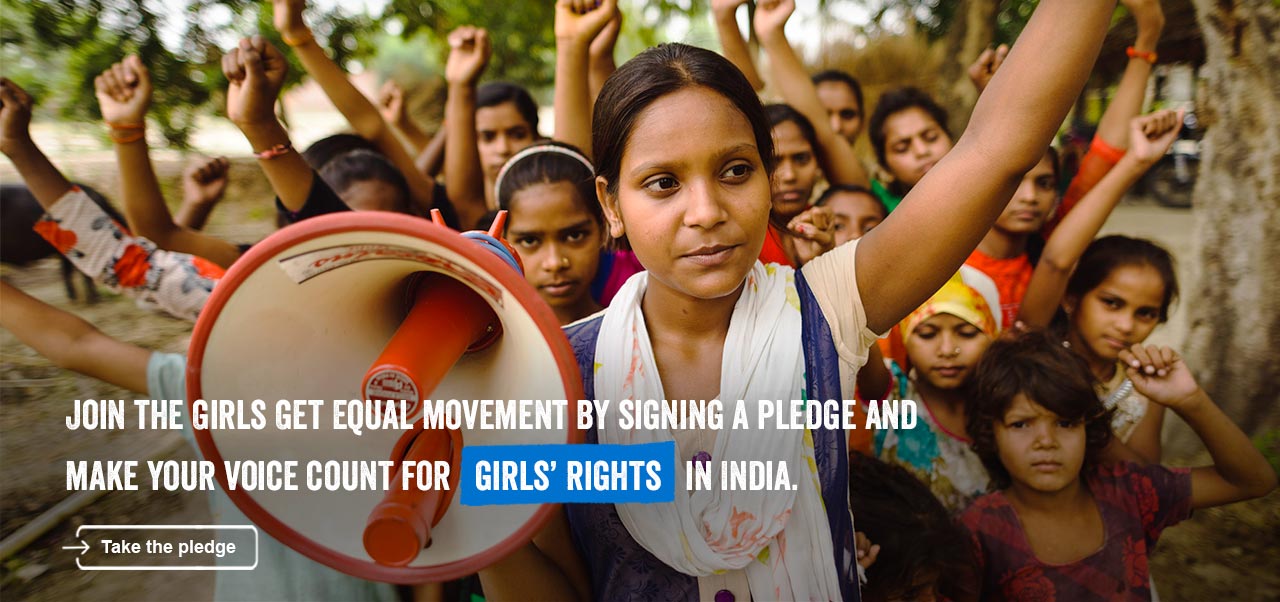 JOIN THE GIRLS GET EQUAL MOVEMENT BY SIGNING A PLEDGE AND
MAKE YOUR VOICE COUNT FOR GIRLS' RIGHTS IN INDIA.
Take the pledge